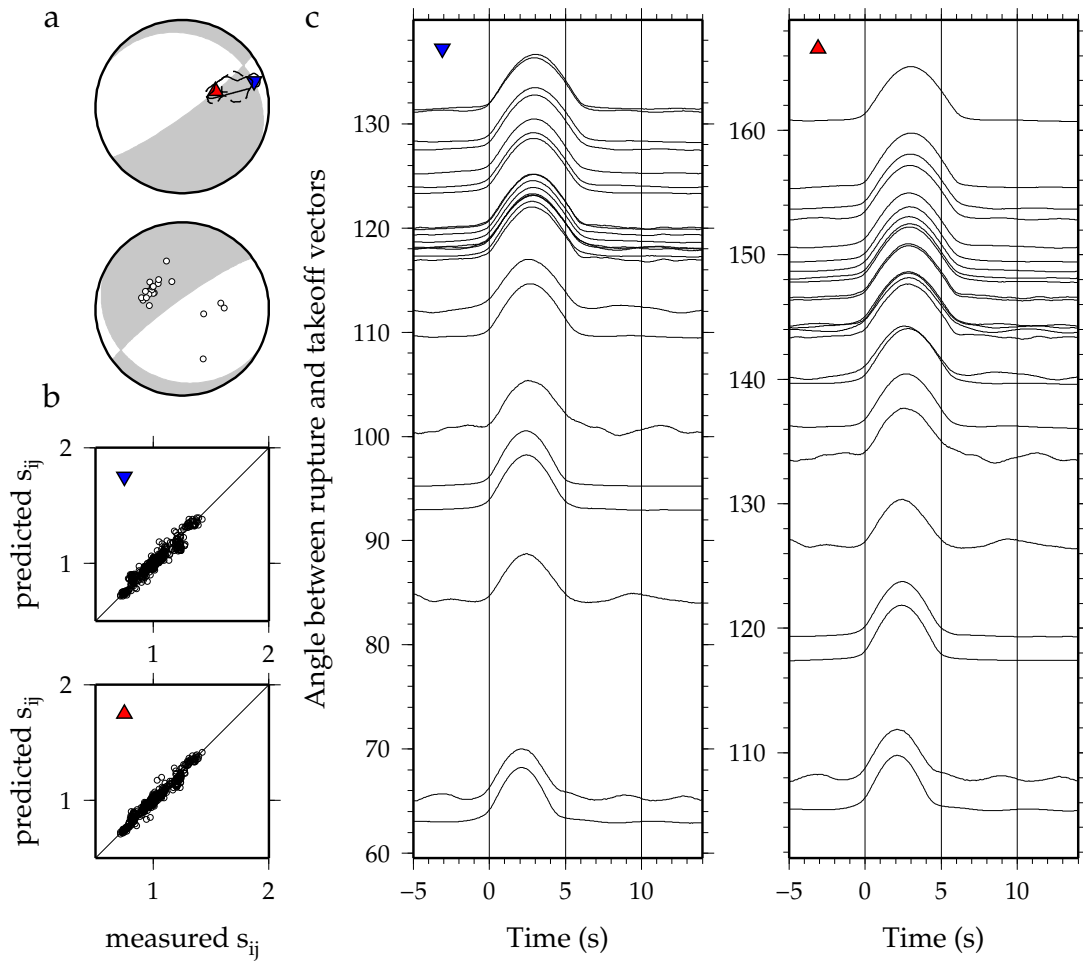 a
b
predicted s_ij
2
1
1
2
predicted s_ij
2
1
1
2
measured s_ij
c
Angle between rupture and takeoff vectors
130
120
110
100
90
80
70
60
−5 0 5 10
Time (s)
160
150
140
130
120
110
−5 0 5 10
Time (s)